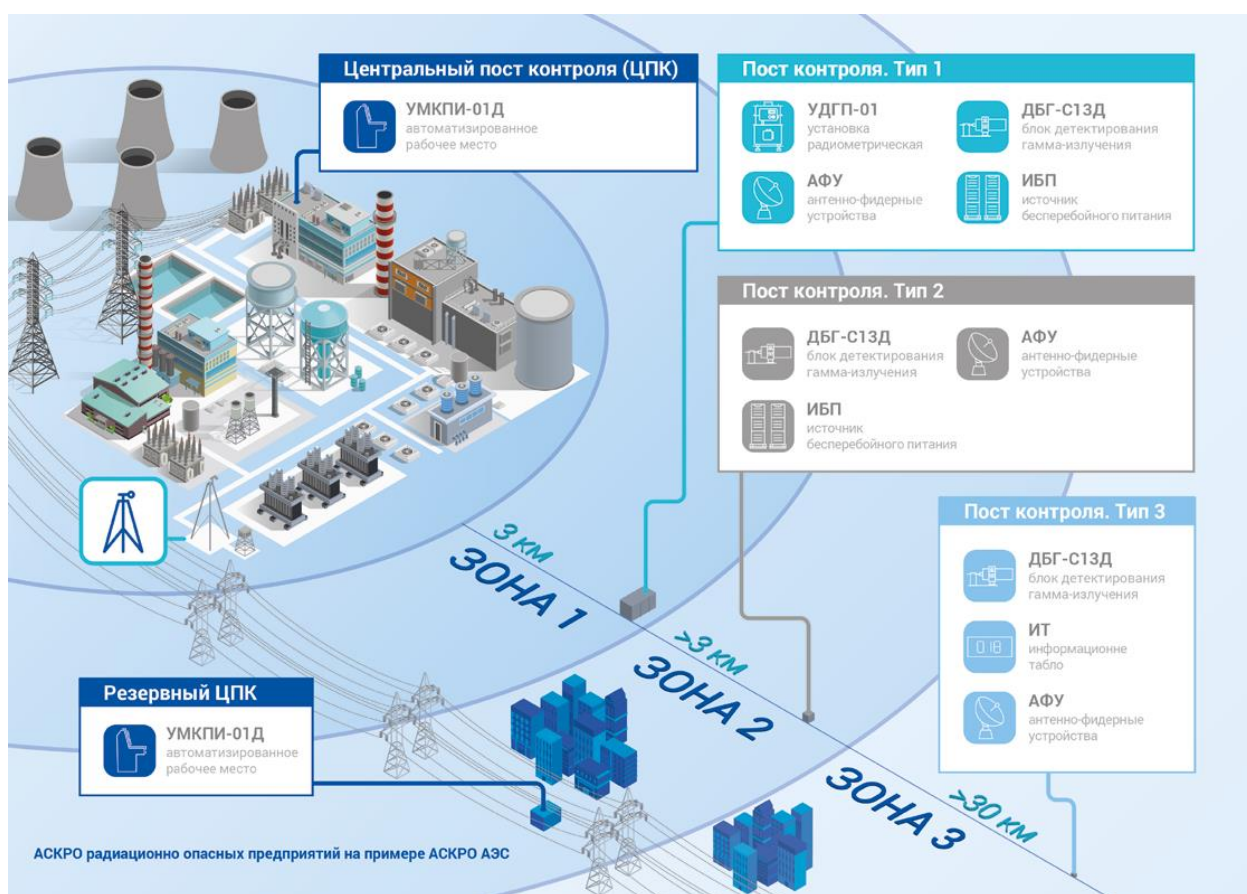 Центральный пост контроля (ЦПК)
УМКПИ-01Д
автоматизированное
рабочее место
Пост контроля. Тип 1
УДГП-01
установка
радиометрическая
ДБГ-С13Д
блок детектирования
гамма-излучения
АФУ
антенно-фидерные
устройства
ИБП
источник
бесперебойного питания
Пост контроля. Тип 2
ДБГ-С13Д
блок детектирования
гамма-излучения
АФУ
антенно-фидерные
устройства
ИБП
источник
бесперебойного питания
Пост контроля. Тип 3
ДБГ-С13Д
блок детектирования
гамма-излучения
018
ИТ
информационне
табло
АФУ
антенно-фидерные
устройства
3 км
ЗОНА 1
>3 км
ЗОНА 2
>30 км
ЗОНА 3
Резервный ЦПК
УМКПИ-01Д
автоматизированное
рабочее место
АСКРО радиационно опасных предприятий на примере АСКРО АЭС